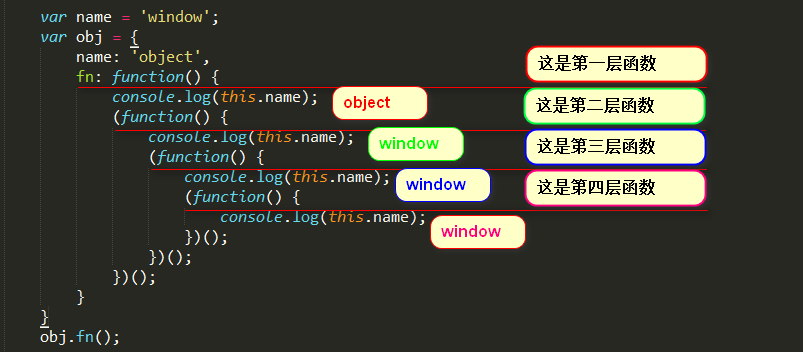 var name = 'window';
var obj = {
name: 'object',
fn: function() { 这是第一层函数
console.log(this.name); object 这是第二层函数
(function() {
console.log(this.name); window 这是第三层函数
(function() {
console.log(this.name); window 这是第四层函数
(function() {
console.log(this.name); window
})();
})();
})();
}
}
obj.fn();